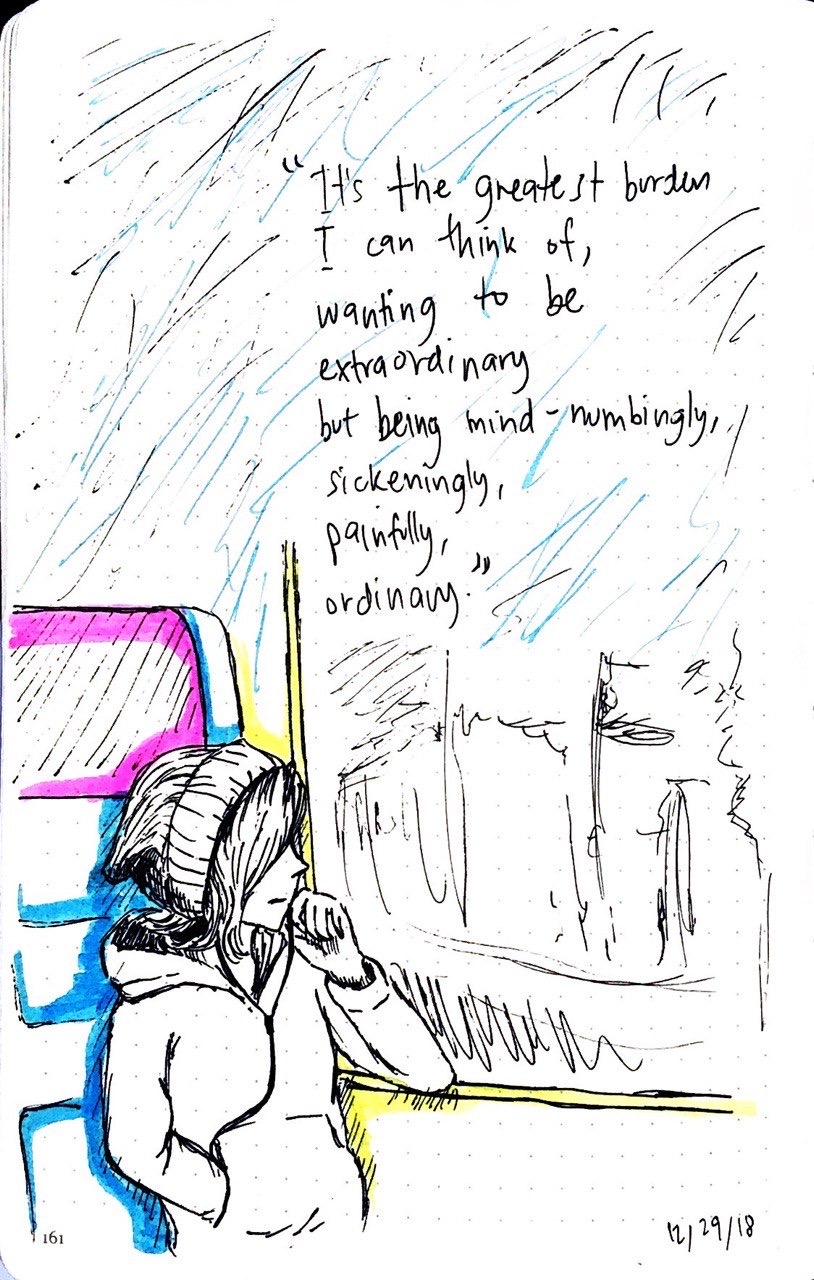 “It's the greatest burden
I can think of,
wanting to be
extraordinary
but being mind-numbingly,
sickeningly,
painfully,
ordinary.”
161
12/29/18